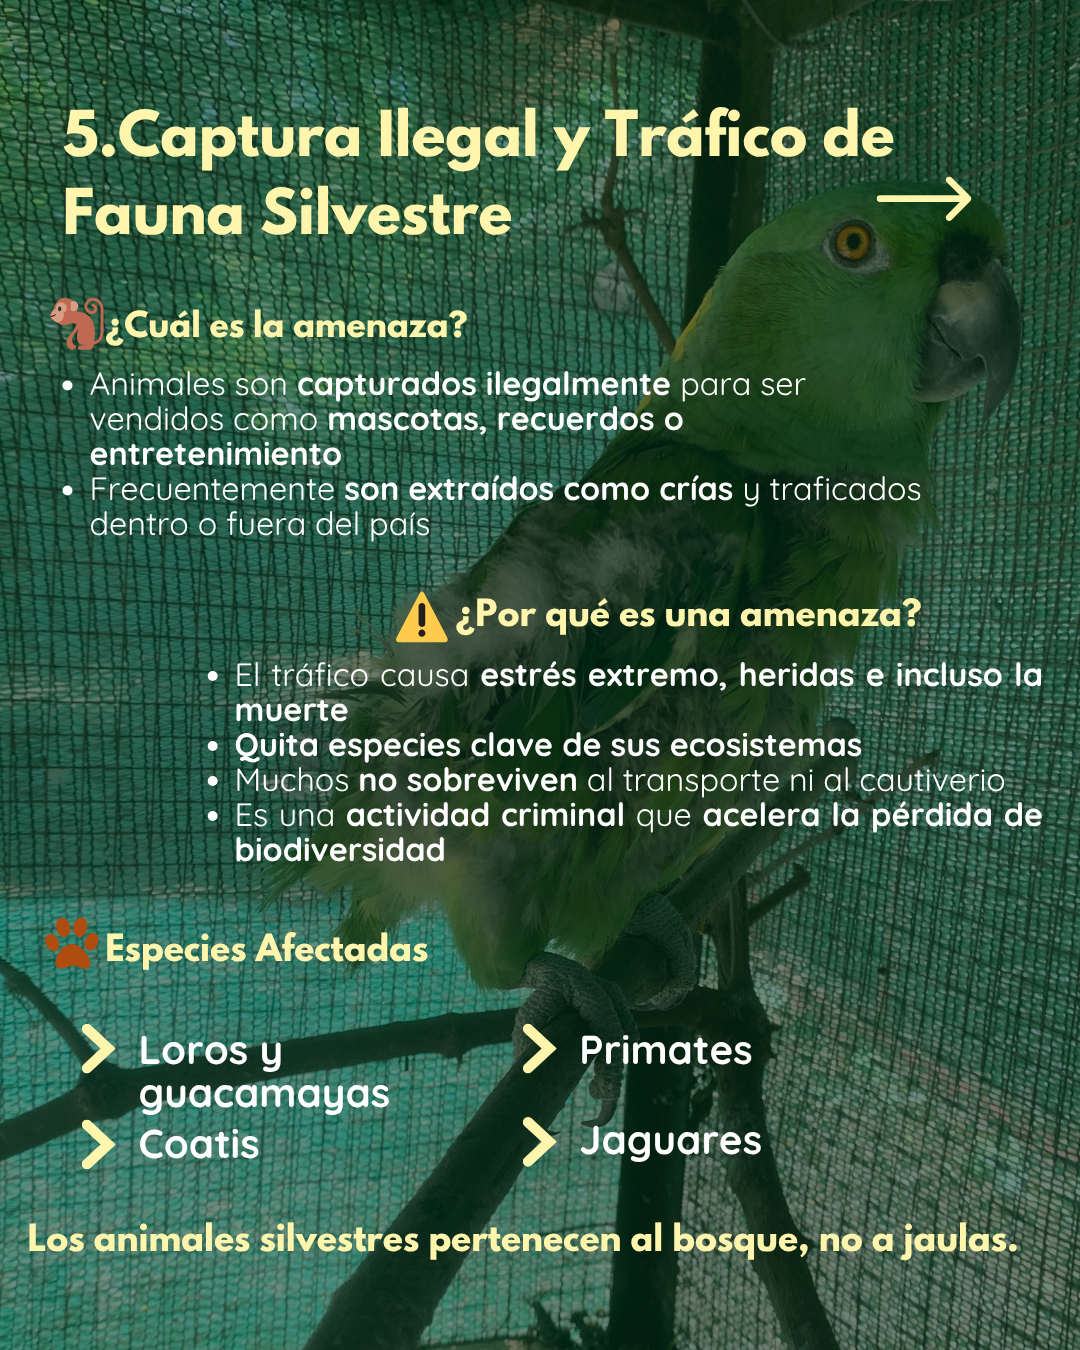 5.Captura Ilegal y Tráfico de
Fauna Silvestre
¿Cuál es la amenaza?
• Animales son capturados ilegalmente para ser
vendidos como mascotas, recuerdos o
entretenimiento
• Frecuentemente son extraídos como crías y traficados
dentro o fuera del país
¿Por qué es una amenaza?
• El tráfico causa estrés extremo, heridas e incluso la
muerte
• Quita especies clave de sus ecosistemas
• Muchos no sobreviven al transporte ni al cautiverio
• Es una actividad criminal que acelera la pérdida de
biodiversidad
Especies Afectadas
Loros y
guacamayas
Coatis
Primates
Jaguares
Los animales silvestres pertenecen al bosque, no a jaulas.